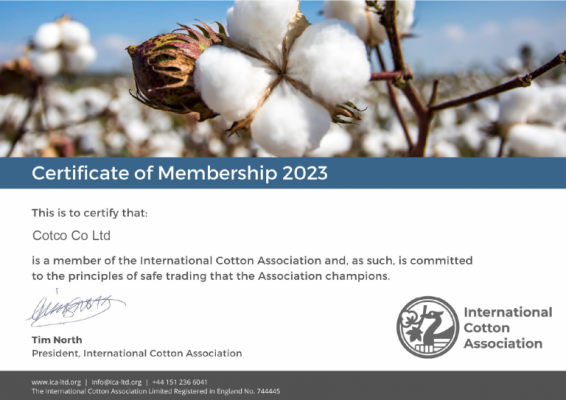 Certificate of Membership 2023
This is to certify that:
Cotco Co Ltd
is a member of the International Cotton Association and, as such, is committed
to the principles of safe trading that the Association champions.
Tim North
President, International Cotton Association
International
Cotton
Association
www.ica-ltd.org | info@ica-ltd.org | +44 151 236 6041
The International Cotton Association Limited Registered in England No. 744445